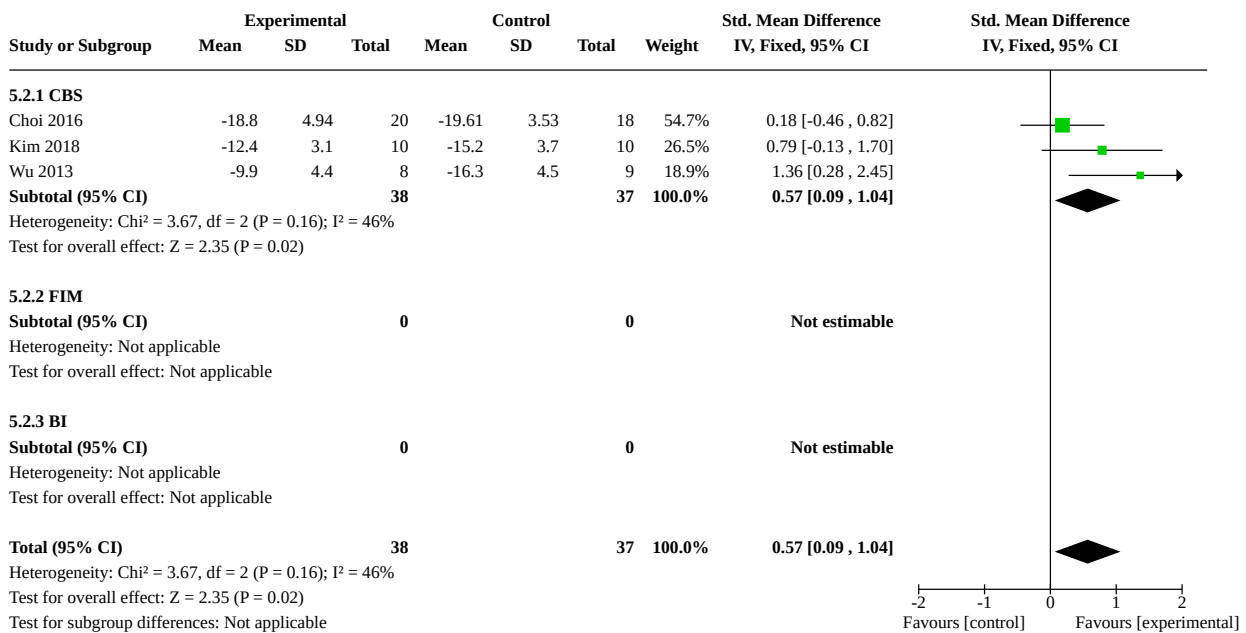 Experimental Control Std. Mean Difference Std. Mean Difference
Study or Subgroup Mean SD Total Mean SD Total Weight IV, Fixed, 95% CI IV, Fixed, 95% CI
5.2.1 CBS
Choi 2016 -18.8 4.94 20 -19.61 3.53 18 54.7% 0.18 [-0.46 , 0.82]
Kim 2018 -12.4 3.1 10 -15.2 3.7 10 26.5% 0.79 [-0.13 , 1.70]
Wu 2013 -9.9 4.4 8 -16.3 4.5 9 18.9% 1.36 [0.28 , 2.45]
Subtotal (95% CI) 38 37 100.0% 0.57 [0.09 , 1.04]
Heterogeneity: Chi² = 3.67, df = 2 (P = 0.16); I² = 46%
Test for overall effect: Z = 2.35 (P = 0.02)
5.2.2 FIM
Subtotal (95% CI) 0 0 Not estimable
Heterogeneity: Not applicable
Test for overall effect: Not applicable
5.2.3 BI
Subtotal (95% CI) 0 0 Not estimable
Heterogeneity: Not applicable
Test for overall effect: Not applicable
Total (95% CI) 38 37 100.0% 0.57 [0.09 , 1.04]
Heterogeneity: Chi² = 3.67, df = 2 (P = 0.16); I² = 46%
Test for overall effect: Z = 2.35 (P = 0.02)
Test for subgroup differences: Not applicable
-2 -1 0 1 2
Favours [control] Favours [experimental]